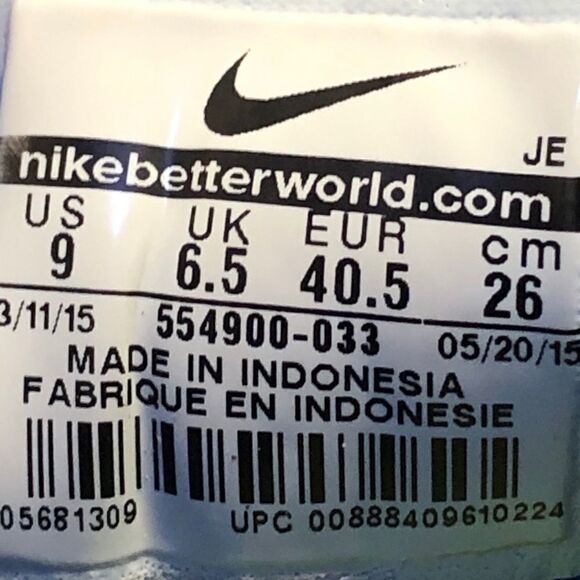 JE
nikebetterworld.com
US UK EUR cm
9 6.5 40.5 26
3/11/15 554900-033 05/20/15
MADE IN INDONESIA
FABRIQUE EN INDONESIE
05681309 UPC 00888409610224